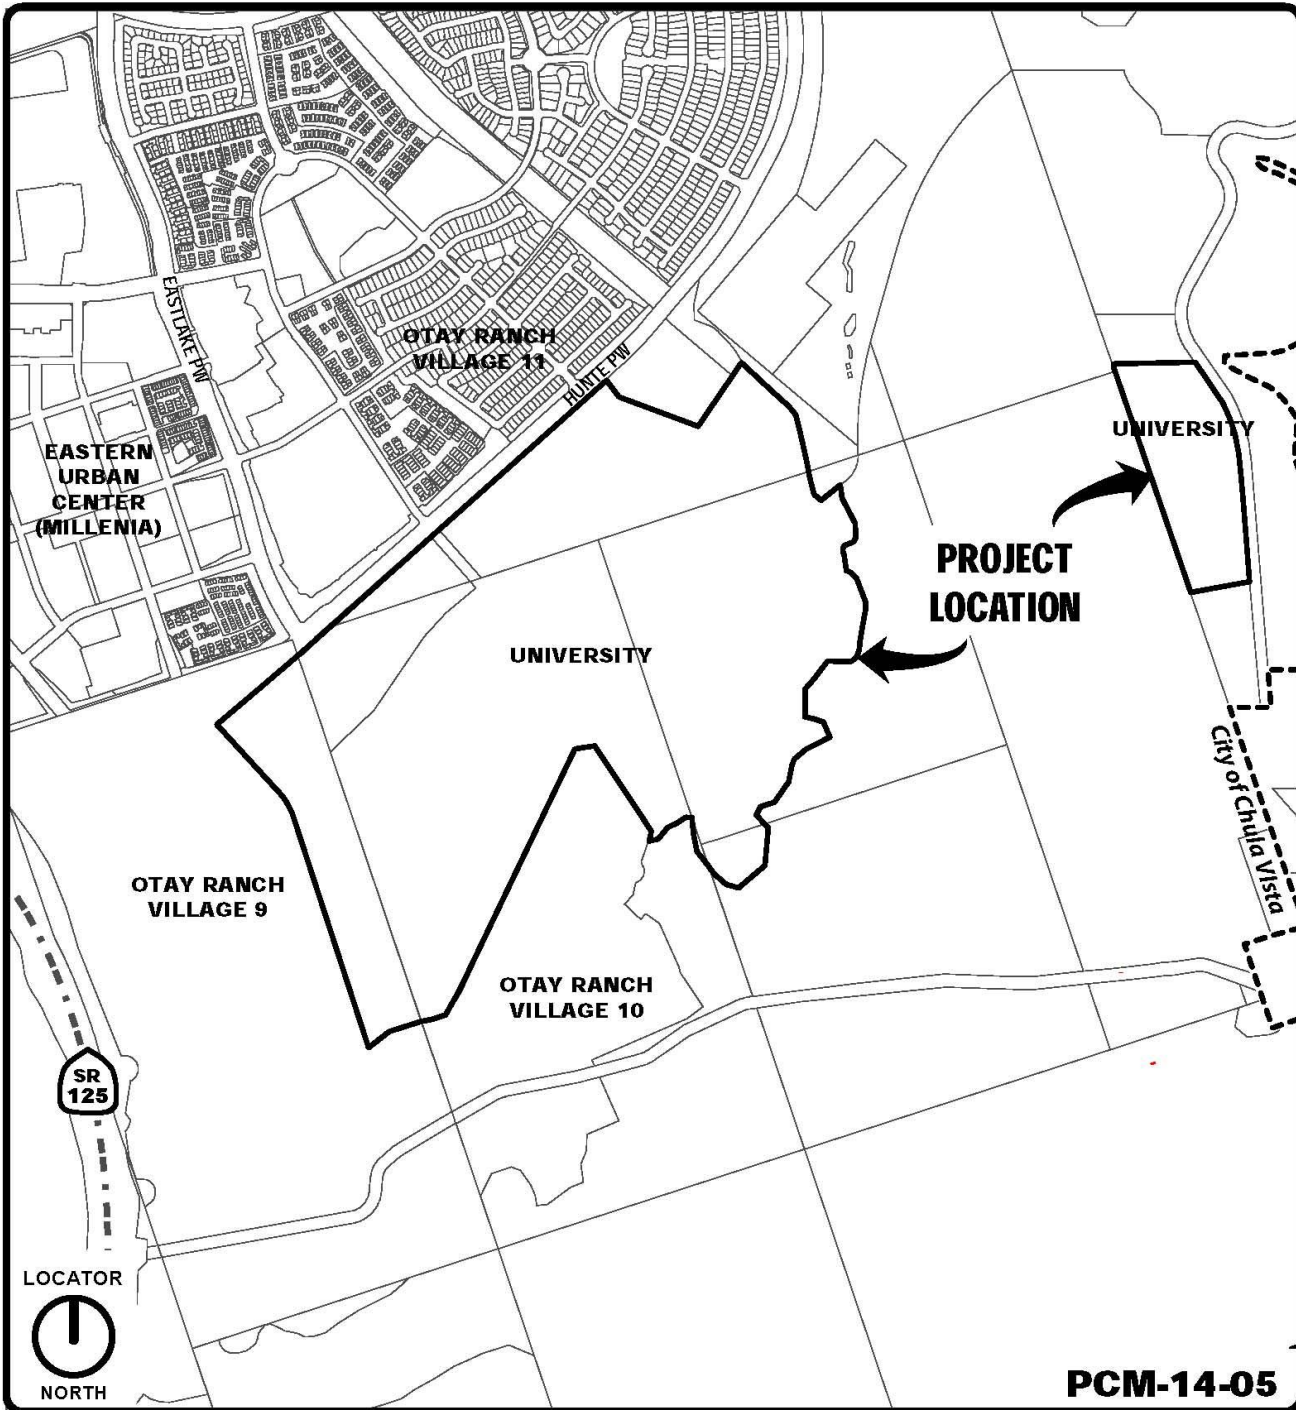 EASTLAKE PW
OTAY RANCH
VILLAGE 11
HUNTE PW
EASTERN
URBAN
CENTER
(MILLENIA)
UNIVERSITY
PROJECT
LOCATION
UNIVERSITY
City of Chula Vista
OTAY RANCH
VILLAGE 9
OTAY RANCH
VILLAGE 10
SR
125
LOCATOR
NORTH
PCM-14-05